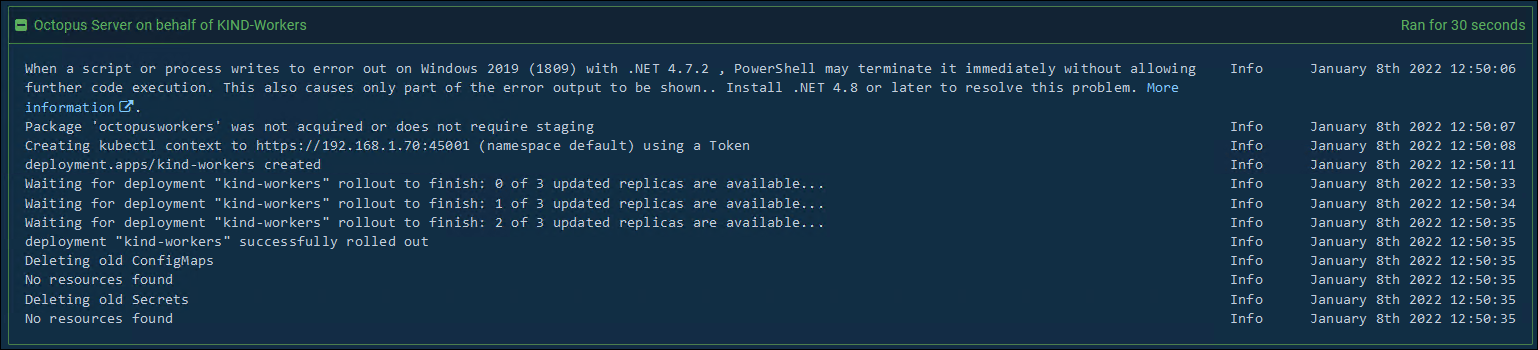 Octopus Server on behalf of KIND-Workers Ran for 30 seconds
When a script or process writes to error out on Windows 2019 (1809) with .NET 4.7.2 , PowerShell may terminate it immediately without allowing Info January 8th 2022 12:50:06
further code execution. This also causes only part of the error output to be shown.. Install .NET 4.8 or later to resolve this problem. More
information .
Package 'octopusworkers' was not acquired or does not require staging Info January 8th 2022 12:50:07
Creating kubectl context to https://192.168.1.70:45001 (namespace default) using a Token Info January 8th 2022 12:50:08
deployment.apps/kind-workers created Info January 8th 2022 12:50:11
Waiting for deployment "kind-workers" rollout to finish: 0 of 3 updated replicas are available... Info January 8th 2022 12:50:33
Waiting for deployment "kind-workers" rollout to finish: 1 of 3 updated replicas are available... Info January 8th 2022 12:50:34
Waiting for deployment "kind-workers" rollout to finish: 2 of 3 updated replicas are available... Info January 8th 2022 12:50:35
deployment "kind-workers" successfully rolled out Info January 8th 2022 12:50:35
Deleting old ConfigMaps Info January 8th 2022 12:50:35
No resources found Info January 8th 2022 12:50:35
Deleting old Secrets Info January 8th 2022 12:50:35
No resources found Info January 8th 2022 12:50:35